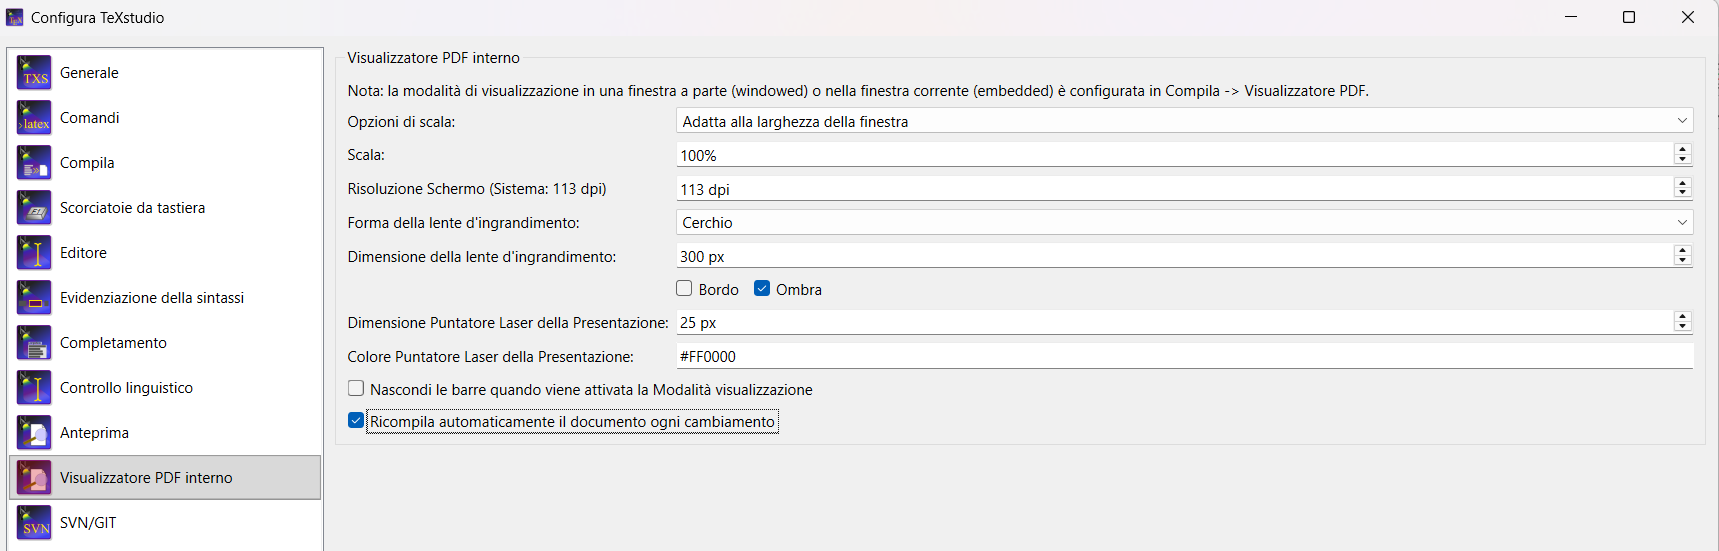 Configura TeXstudio
Generale
Comandi
Compila
Scorciatoie da tastiera
Editore
Evidenziazione della sintassi
Completamento
Controllo linguistico
Anteprima
Visualizzatore PDF interno
SVN/GIT
Visualizzatore PDF interno
Nota: la modalità di visualizzazione in una finestra a parte (windowed) o nella finestra corrente (embedded) è configurata in Compila -> Visualizzatore PDF.
Opzioni di scala: Adatta alla larghezza della finestra
Scala: 100%
Risoluzione Schermo (Sistema: 113 dpi) 113 dpi
Forma della lente d'ingrandimento: Cerchio
Dimensione della lente d'ingrandimento: 300 px
Bordo Ombra
Dimensione Puntatore Laser della Presentazione: 25 px
Colore Puntatore Laser della Presentazione: #FF0000
Nascondi le barre quando viene attivata la Modalità visualizzazione
Ricompila automaticamente il documento ogni cambiamento